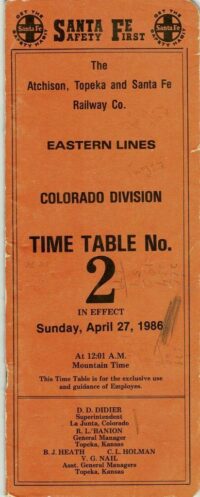 SANTA FE
SAFETY FIRST
Santa Fe
Santa Fe
The
Atchison, Topeka and Santa Fe
Railway Co.
EASTERN LINES
COLORADO DIVISION
TIME TABLE No.
2
IN EFFECT
Sunday, April 27, 1986
At 12:01 A.M.
Mountain Time
This Time Table is for the exclusive use
and guidance of Employes.
D. D. DIDIER
Superintendent
La Junta, Colorado
R. L. BANION
General Manager
Topeka, Kansas
B. J. HEATH C. L. HOLMAN
V. G. NAIL
Asst. General Managers
Topeka, Kansas